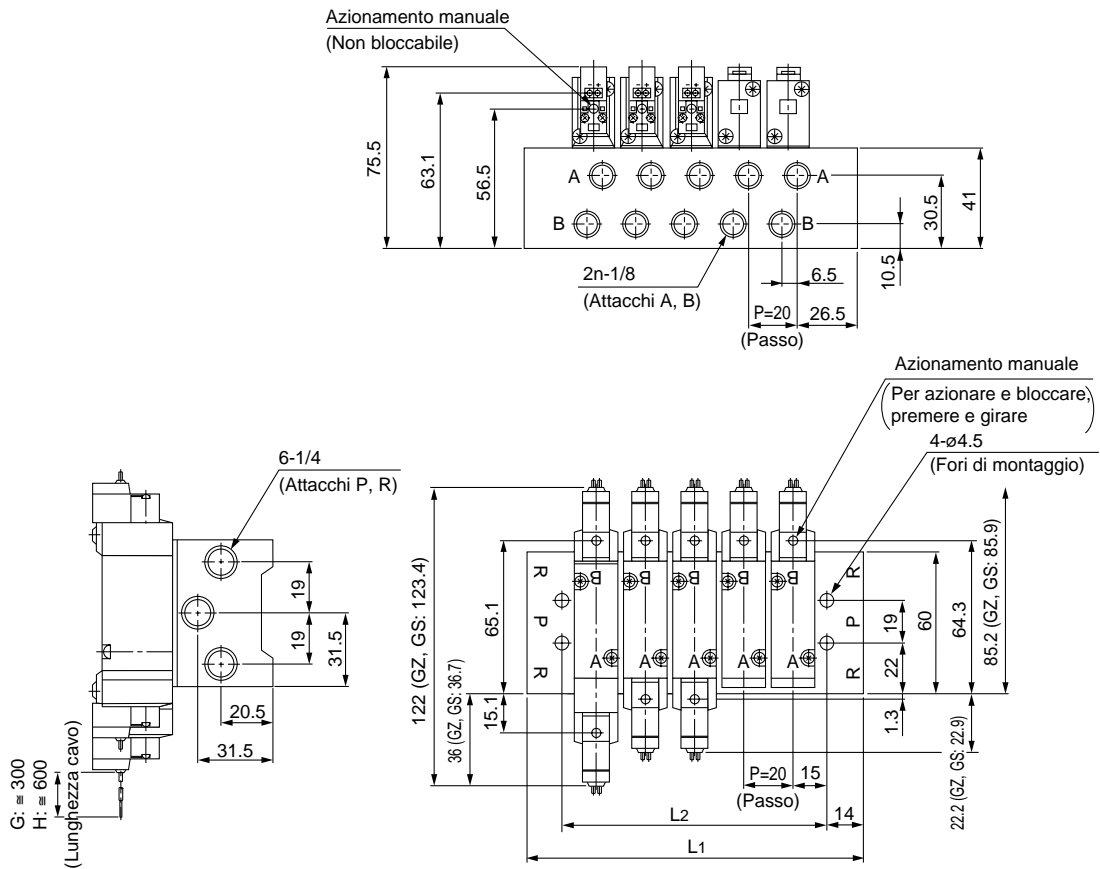 Azionamento manuale
(Non bloccabile)
75.5
63.1
56.5
A
A
B
B
41
30.5
10.5
2n-1/8
(Attacchi A, B)
6.5
P=20
26.5
(Passo)
Azionamento manuale
(Per azionare e bloccare,
premere e girare)
4-ø4.5
(Fori di montaggio)
6-1/4
(Attacchi P, R)
19
19
31.5
20.5
31.5
G: ≅ 300
H: ≅ 600
(Lunghezza cavo)
122 (GZ, GS: 123.4)
65.1
36 (GZ, GS: 36.7)
15.1
R
P
R
B
B
B
B
B
A
A
A
A
A
R
P
R
19
22
60
64.3
85.2 (GZ, GS: 85.9)
1.3
22.2 (GZ, GS: 22.9)
P=20
15
(Passo)
L2
14
L1